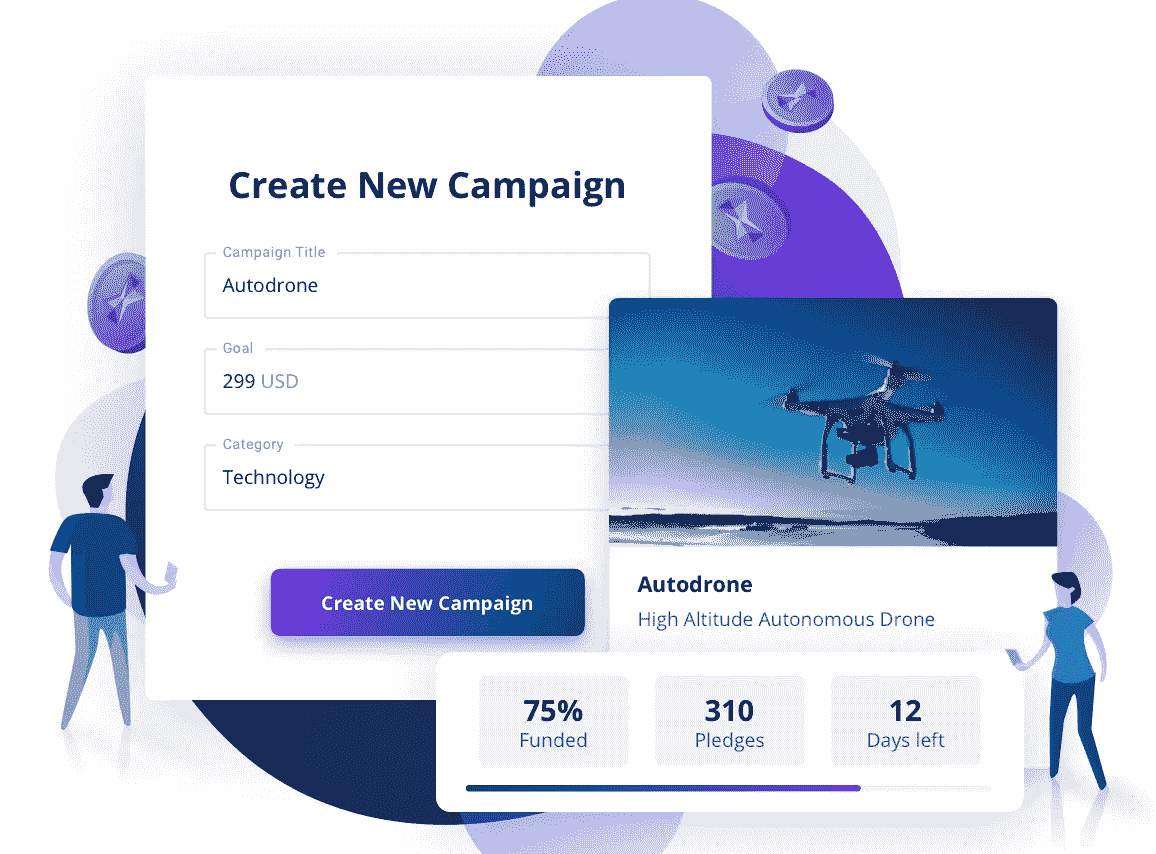 Create New Campaign
Campaign Title
Autodrone
Goal
299 USD
Category
Technology
Create New Campaign
Autodrone
High Altitude Autonomous Drone
75%
Funded
310
Pledges
12
Days left